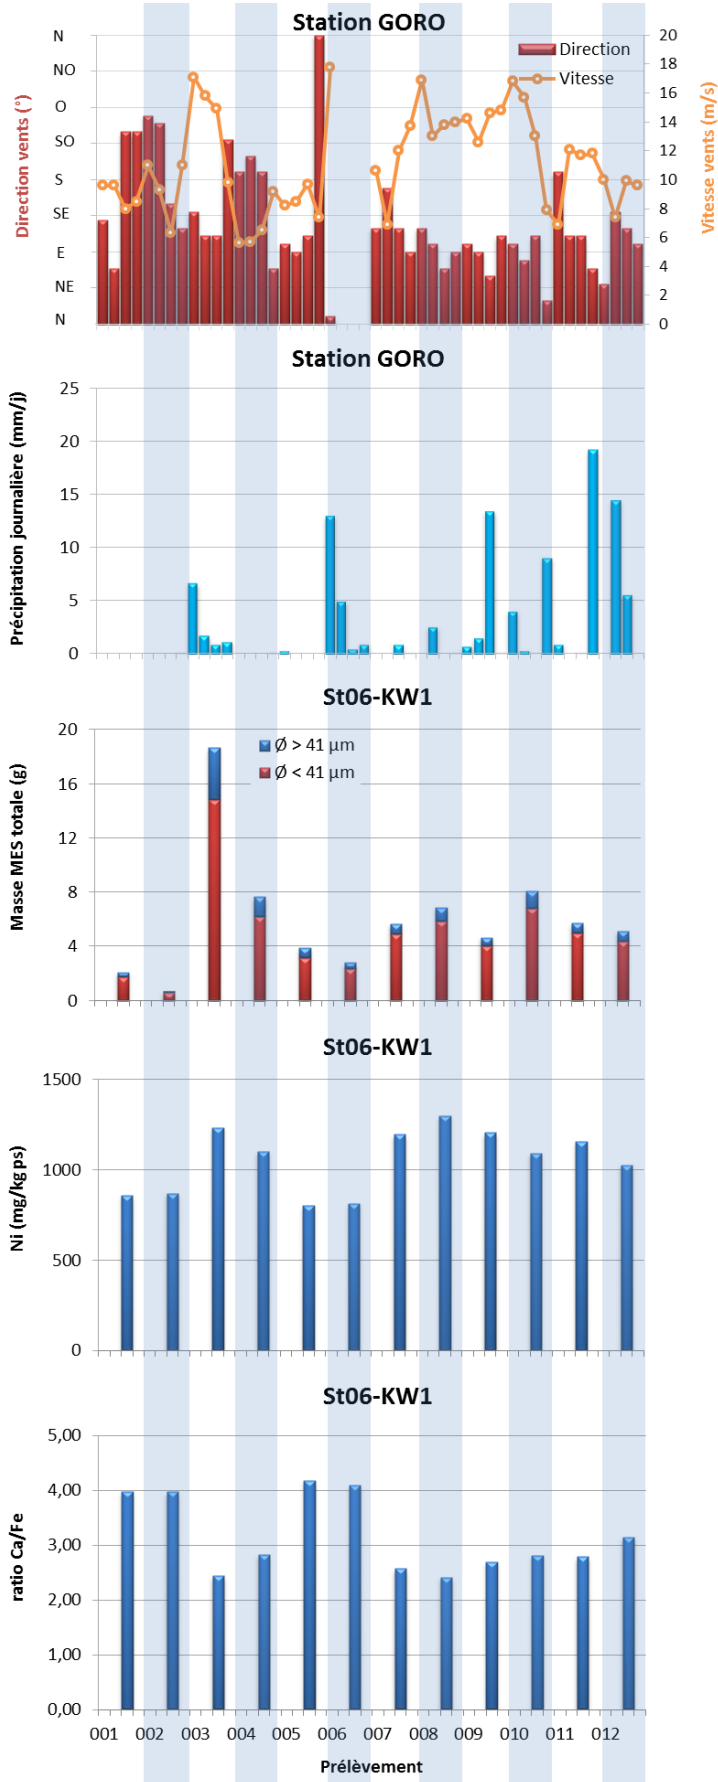 Station GORO
Direction vents (°)
N
NO
O
SO
S
SE
E
NE
N
Direction
Vitesse
20
18
16
14
12
10
8
6
4
2
0
Vitesse vents (m/s)
Station GORO
Précipitation journalière (mm/j)
25
20
15
10
5
0
St06-KW1
Masse MES totale (g)
20
16
12
8
4
0
Ø > 41 µm
Ø < 41 µm
St06-KW1
Ni (mg/kgps)
1500
1000
500
0
St06-KW1
ratio Ca/Fe
5,00
4,00
3,00
2,00
1,00
0,00
001 002 003 004 005 006 007 008 009 010 011 012
Prélèvement